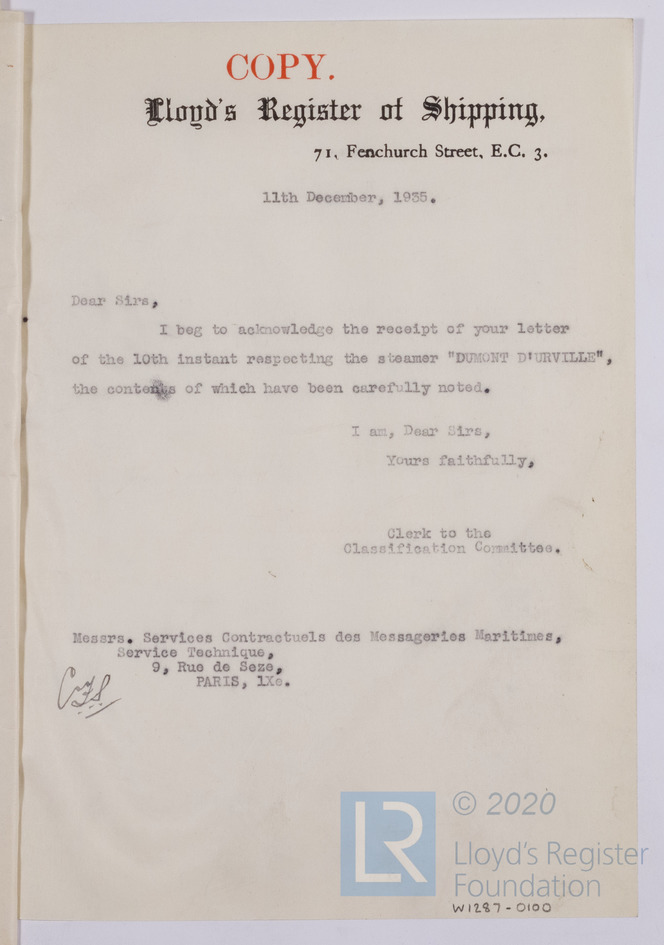 COPY.
Lloyd's Register of Shipping,
71, Fenchurch Street, E.C. 3.
11th December, 1935.
Dear Sirs,
I beg to acknowledge the receipt of your letter
of the 10th instant respecting the steamer "DUMONT D'URVILLE",
the contents of which have been carefully noted.
I am, Dear Sirs,
Yours faithfully,
Clerk to the
Classification Committee.
Messrs. Services Contractuels des Messageries Maritimes,
Service Technique,
9, Rue de Seze,
PARIS, 1Xe.
LR
© 2020
Lloyd's Register
Foundation
W1287-0100